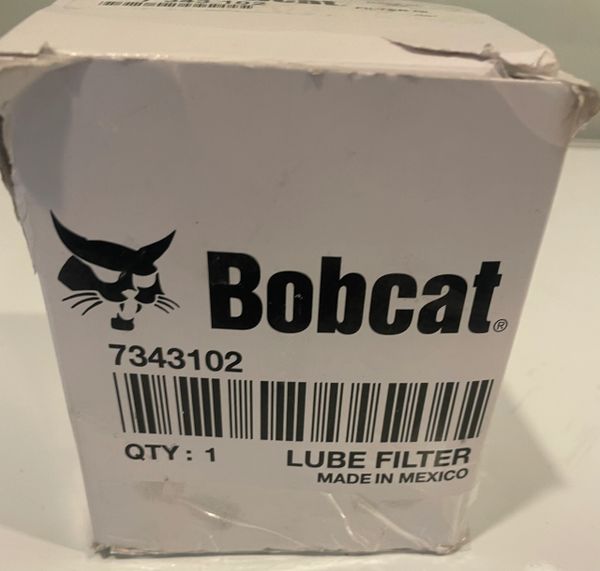 Bobcat®
7343102
QTY: 1 LUBE FILTER
MADE IN MEXICO